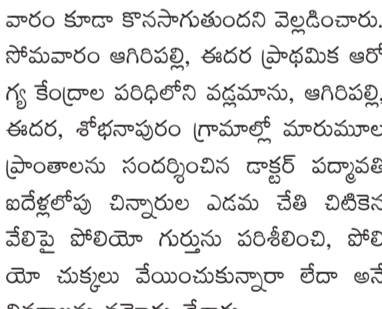 వారం కూడా కొనసాగుతుందని వెల్లడించారు.
సోమవారం ఆగిరిపల్లి, ఈదర ప్రాథమిక ఆరో
గ్య కేంద్రాల పరిధిలోని వడ్లమాను, ఆగిరిపల్లి,
ఈదర, శోభనాపురం గ్రామాల్లో మారుమూల
ప్రాంతాలను సందర్శించిన డాక్టర్ పద్మావతి
ఐదేళ్లలోపు చిన్నారుల ఎడమ చేతి చిటికెన
వేలిపై పోలియో గుర్తును పరిశీలించి, పోలి
యో చుక్కలు వేయించుకున్నారా లేదా అనే